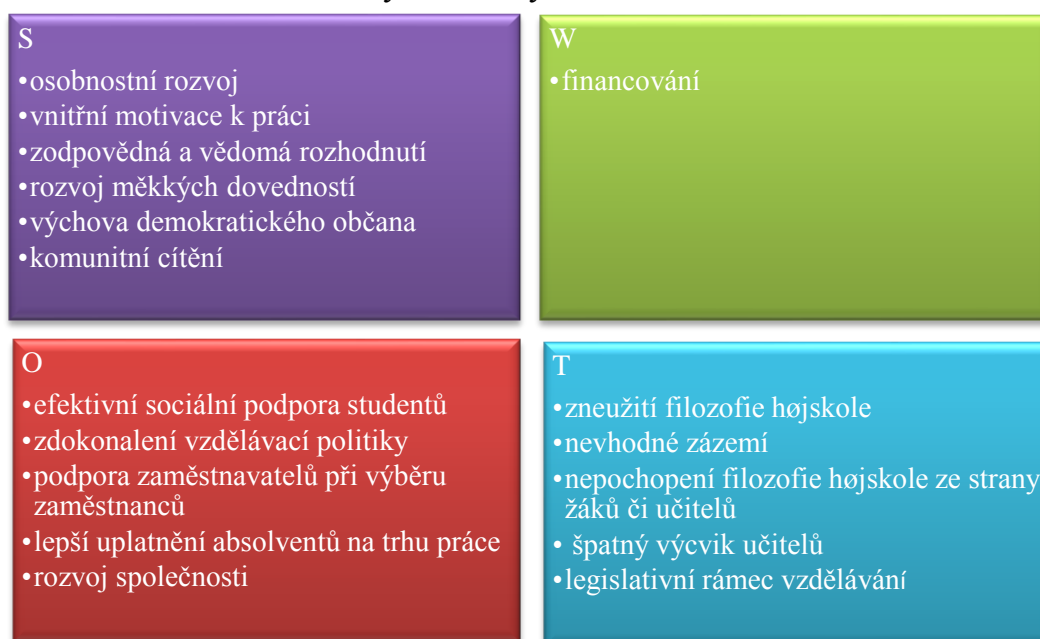 S
•osobnostní rozvoj
•vnitřní motivace k práci
•zodpovědná a vědomá rozhodnutí
•rozvoj měkkých dovedností
•výchova demokratického občana
•komunitní cítění
W
•financování
O
•efektivní sociální podpora studentů
•zdokonalení vzdělávací politiky
•podpora zaměstnavatelů při výběru
zaměstnanců
•lepší uplatnění absolventů na trhu práce
•rozvoj společnosti
T
•zneužití filozofie højskole
•nevhodné zázemí
•nepochopení filozofie højskole ze strany
žáků či učitelů
• špatný výcvik učitelů
•legislativní rámec vzdělávání